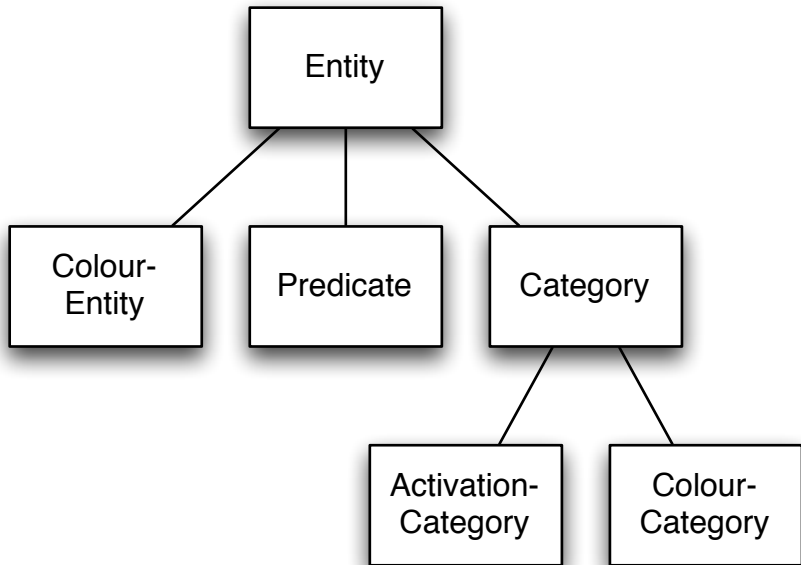 Entity
Colour-
Entity
Predicate
Category
Activation-
Category
Colour-
Category